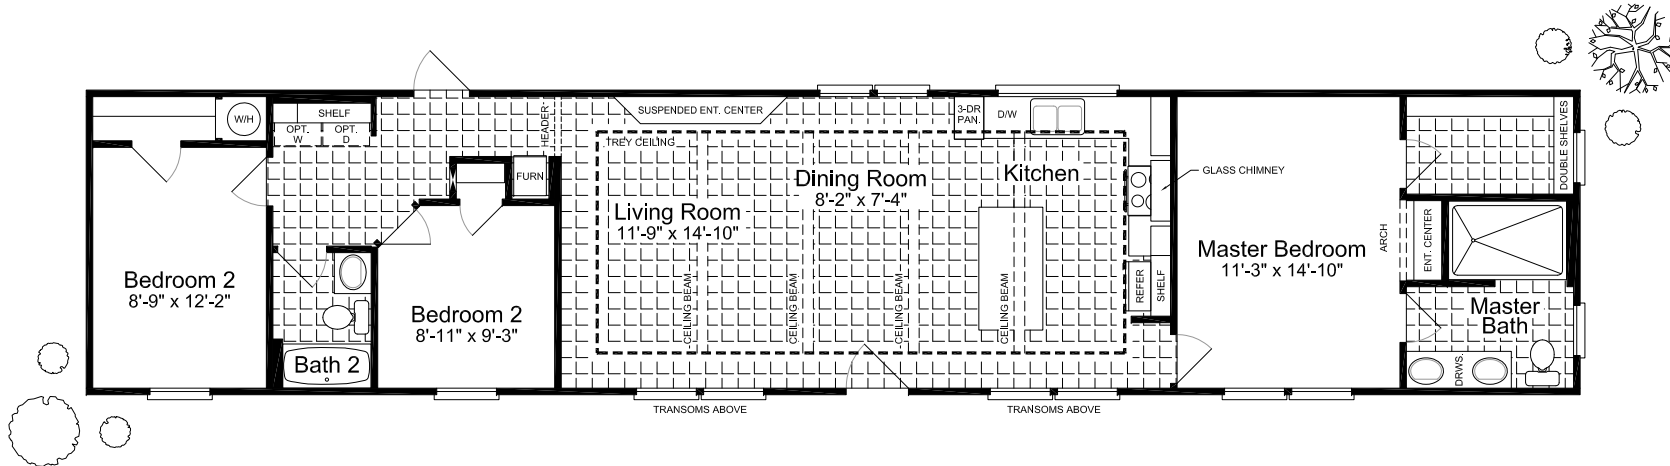 W/H
SHELF
OPT.
W
OPT.
D
HEADER
FURN
SUSPENDED ENT. CENTER
TREY CEILING
3-DR
PAN.
D/W
Kitchen
Dining Room
8'-2" x 7'-4"
Living Room
11'-9" x 14'-10"
GLASS CHIMNEY
DOUBLE SHELVES
Bedroom 2
8'-9" x 12'-2"
Bedroom 2
8'-11" x 9'-3"
Bath 2
CEILING BEAM
CEILING BEAM
CEILING BEAM
CEILING BEAM
REFER
SHELF
Master Bedroom
11'-3" x 14'-10"
ARCH
ENT. CENTER
Master
Bath
DRWS.
TRANSOMS ABOVE
TRANSOMS ABOVE